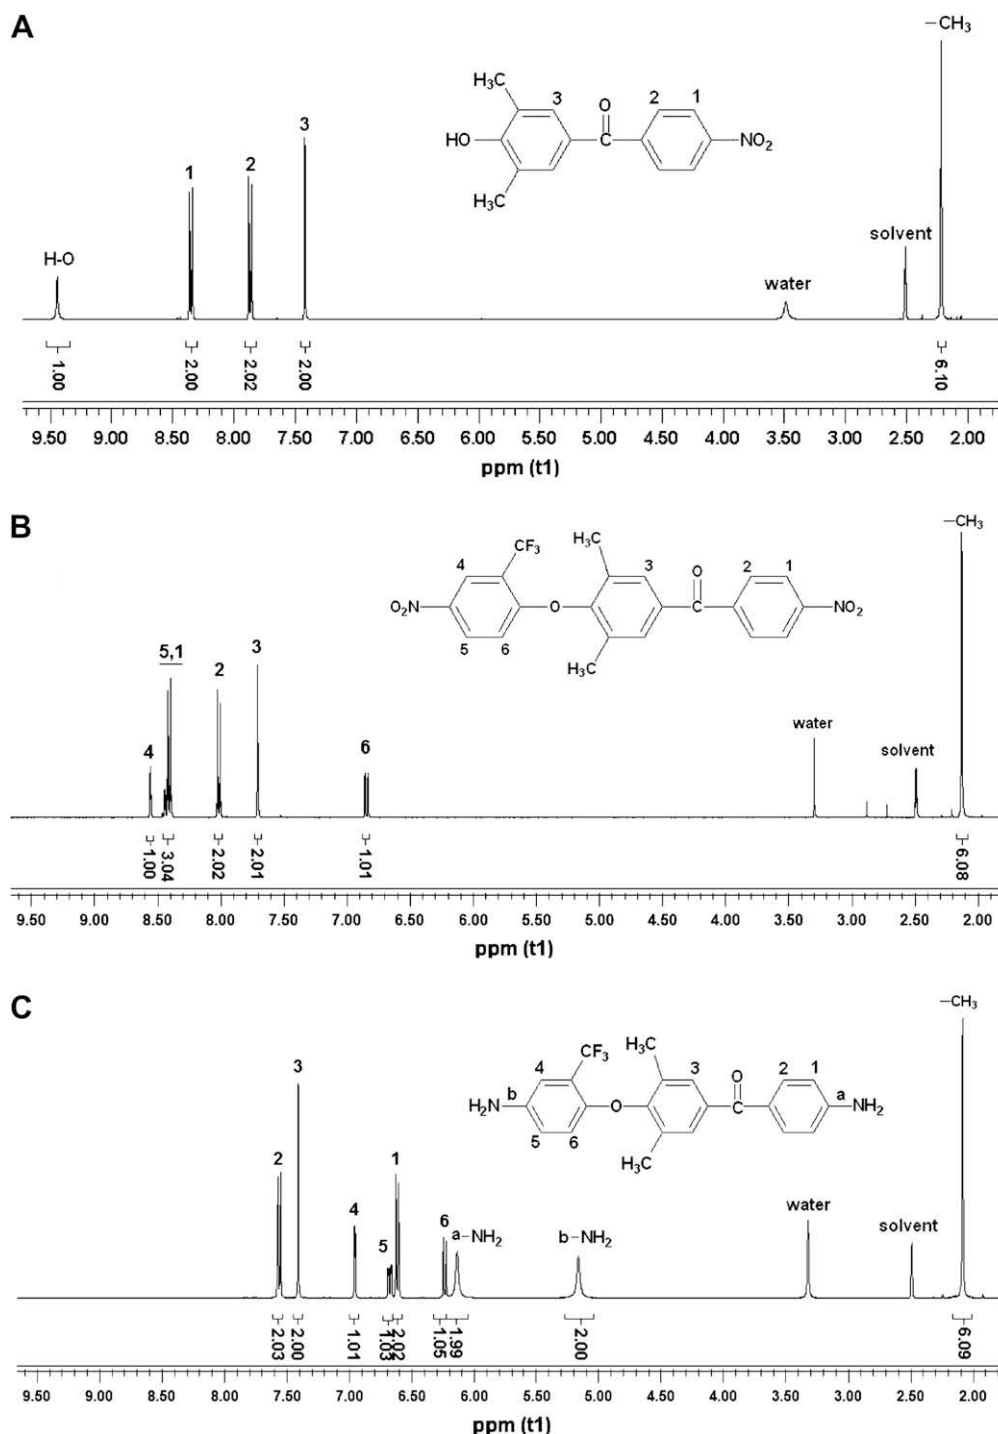 A
–CH₃
H₃C
3
O
2
1
HO
C
NO₂
H₃C
H-O
1
2
3
water
solvent
1.00
2.00
2.02
2.00
6.10
9.50 9.00 8.50 8.00 7.50 7.00 6.50 6.00 5.50 5.00 4.50 4.00 3.50 3.00 2.50 2.00
ppm (t1)
B
–CH₃
CF₃
H₃C
4
3
O
2
1
O₂N
O
C
NO₂
5
6
H₃C
4
5,1
2
3
6
water
solvent
1.00
3.04
2.02
2.01
1.01
6.08
9.50 9.00 8.50 8.00 7.50 7.00 6.50 6.00 5.50 5.00 4.50 4.00 3.50 3.00 2.50 2.00
ppm (t1)
C
–CH₃
CF₃
H₃C
4
3
O
2
1
H₂N
b
O
C
a
NH₂
5
6
H₃C
2
3
4
5
1
6
a–NH₂
b–NH₂
water
solvent
2.03
2.00
1.01
1.03
2.02
1.05
1.99
2.00
6.09
9.50 9.00 8.50 8.00 7.50 7.00 6.50 6.00 5.50 5.00 4.50 4.00 3.50 3.00 2.50 2.00
ppm (t1)